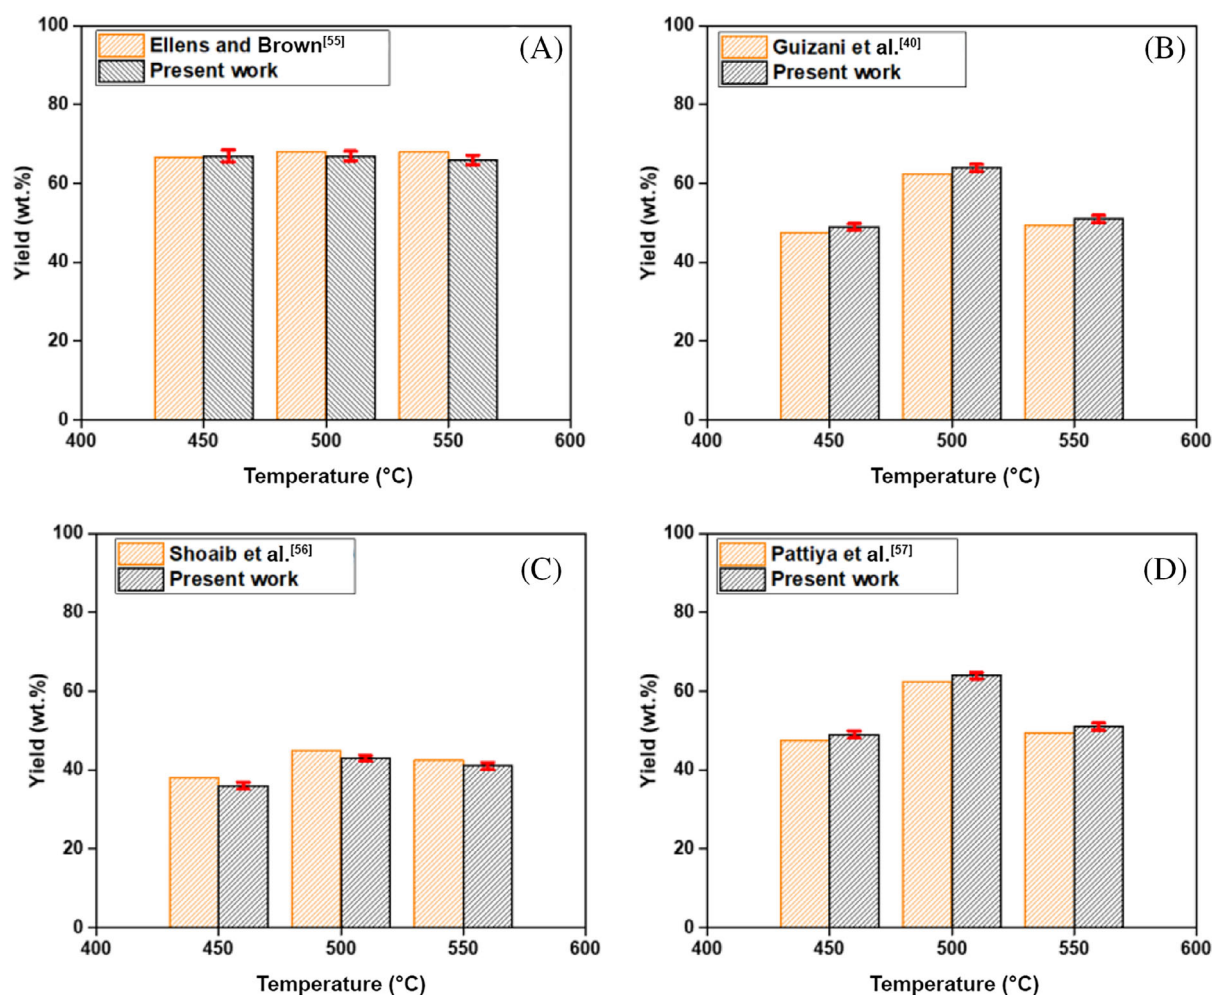 Ellens and Brown[55]
Present work
(A)
Yield (wt.%)
100
80
60
40
20
0
400 450 500 550 600
Temperature (°C)
Guizani et al.[40]
Present work
(B)
Yield (wt.%)
100
80
60
40
20
0
400 450 500 550 600
Temperature (°C)
Shoaib et al.[56]
Present work
(C)
Yield (wt.%)
100
80
60
40
20
0
400 450 500 550 600
Temperature (°C)
Pattiya et al.[57]
Present work
(D)
Yield (wt.%)
100
80
60
40
20
0
400 450 500 550 600
Temperature (°C)